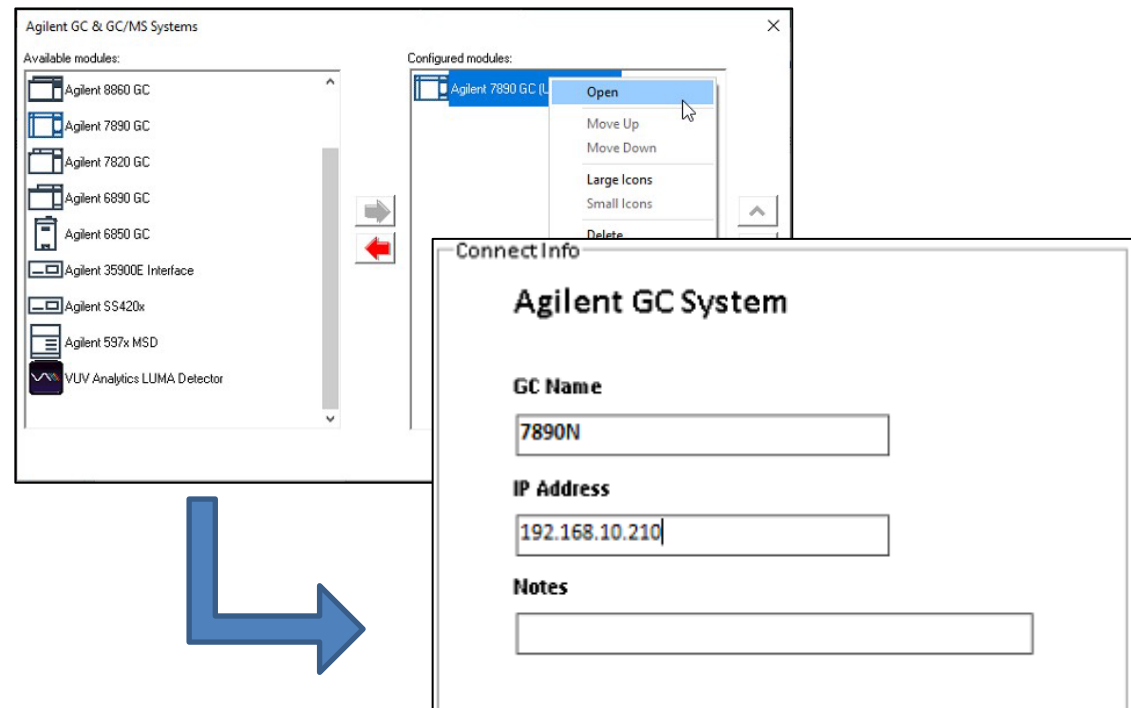 Agilent GC & GC/MS Systems
Available modules:
Agilent 8860 GC
Agilent 7890 GC
Agilent 7820 GC
Agilent 6890 GC
Agilent 6850 GC
Agilent 35900E Interface
Agilent SS420x
Agilent 597x MSD
VUV Analytics LUMA Detector
Configured modules:
Agilent 7890 GC (U
Open
Move Up
Move Down
Large Icons
Small Icons
Delete
Connect Info
Agilent GC System
GC Name
7890N
IP Address
192.168.10.210
Notes